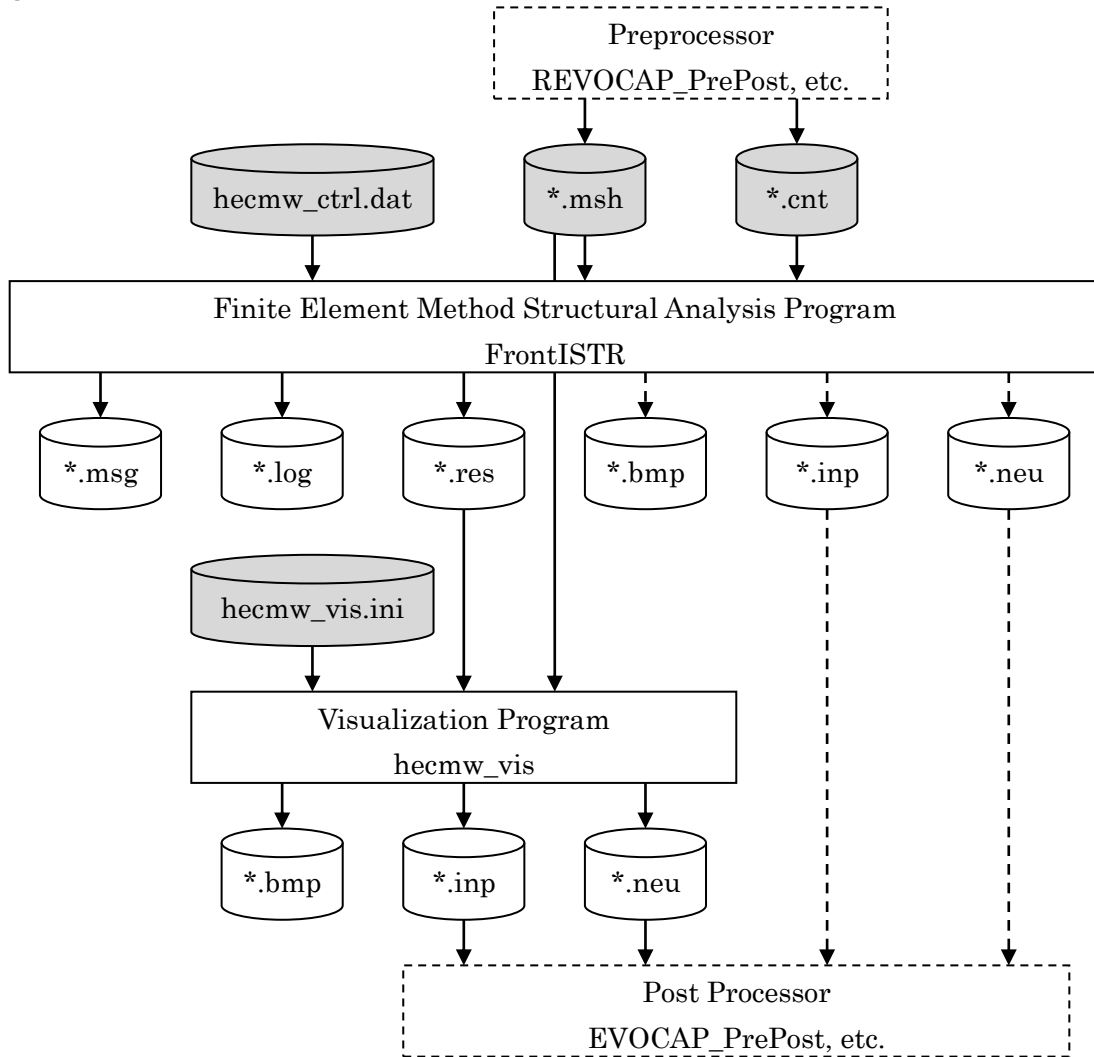 Preprocessor
REVOCAP_PrePost, etc.
hecmw_ctrl.dat
*.msh
*.cnt
Finite Element Method Structural Analysis Program
FrontISTR
*.msg
*.log
*.res
*.bmp
*.inp
*.neu
hecmw_vis.ini
Visualization Program
hecmw_vis
*.bmp
*.inp
*.neu
Post Processor
EVOCAP_PrePost, etc.